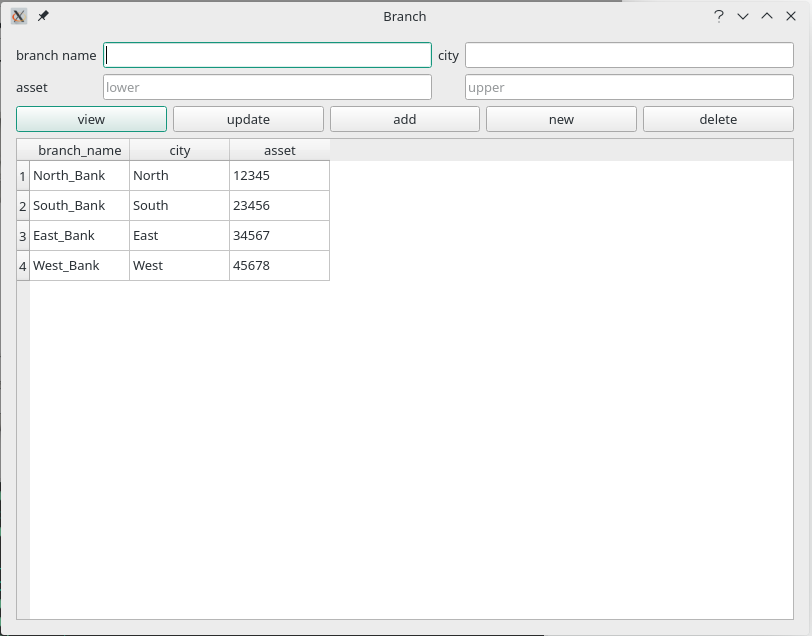 Branch
branch name city
asset lower upper
view update add new delete
branch_name city asset
1 North_Bank North 12345
2 South_Bank South 23456
3 East_Bank East 34567
4 West_Bank West 45678